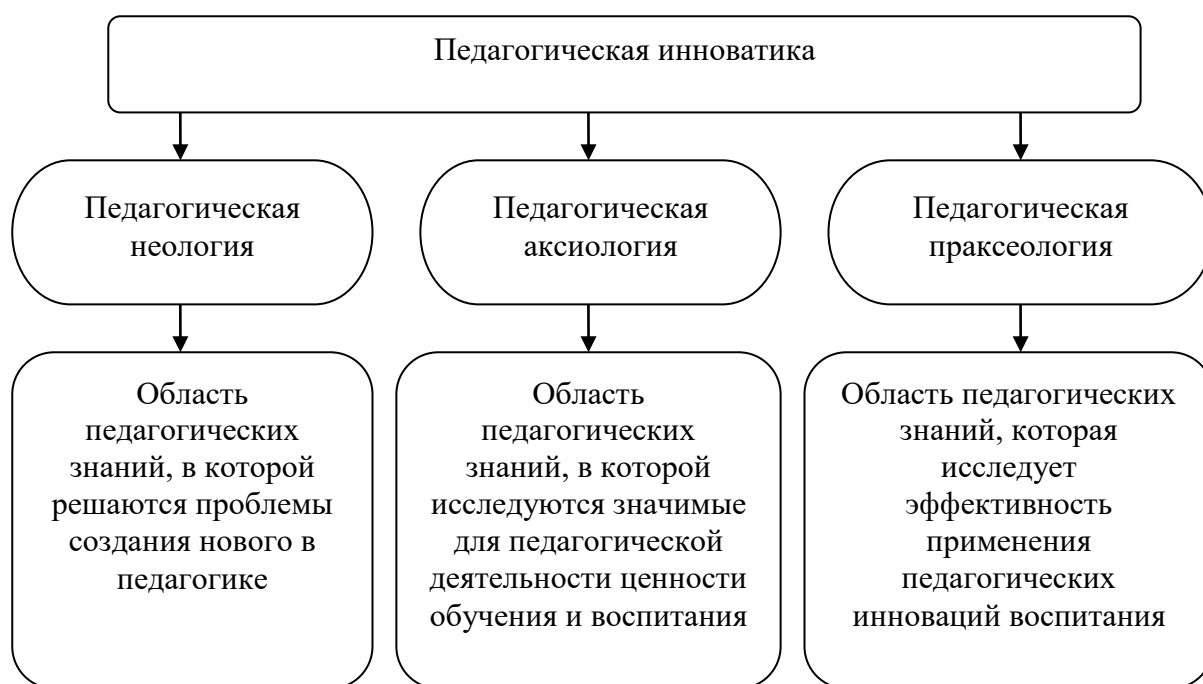 Педагогическая инноватика
Педагогическая
неология
Педагогическая
аксиология
Педагогическая
праксеология
Область
педагогических
знаний, в которой
решаются проблемы
создания нового в
педагогике
Область
педагогических
знаний, в которой
исследуются значимые
для педагогической
деятельности ценности
обучения и воспитания
Область педагогических
знаний, которая
исследует
эффективность
применения
педагогических
инноваций воспитания